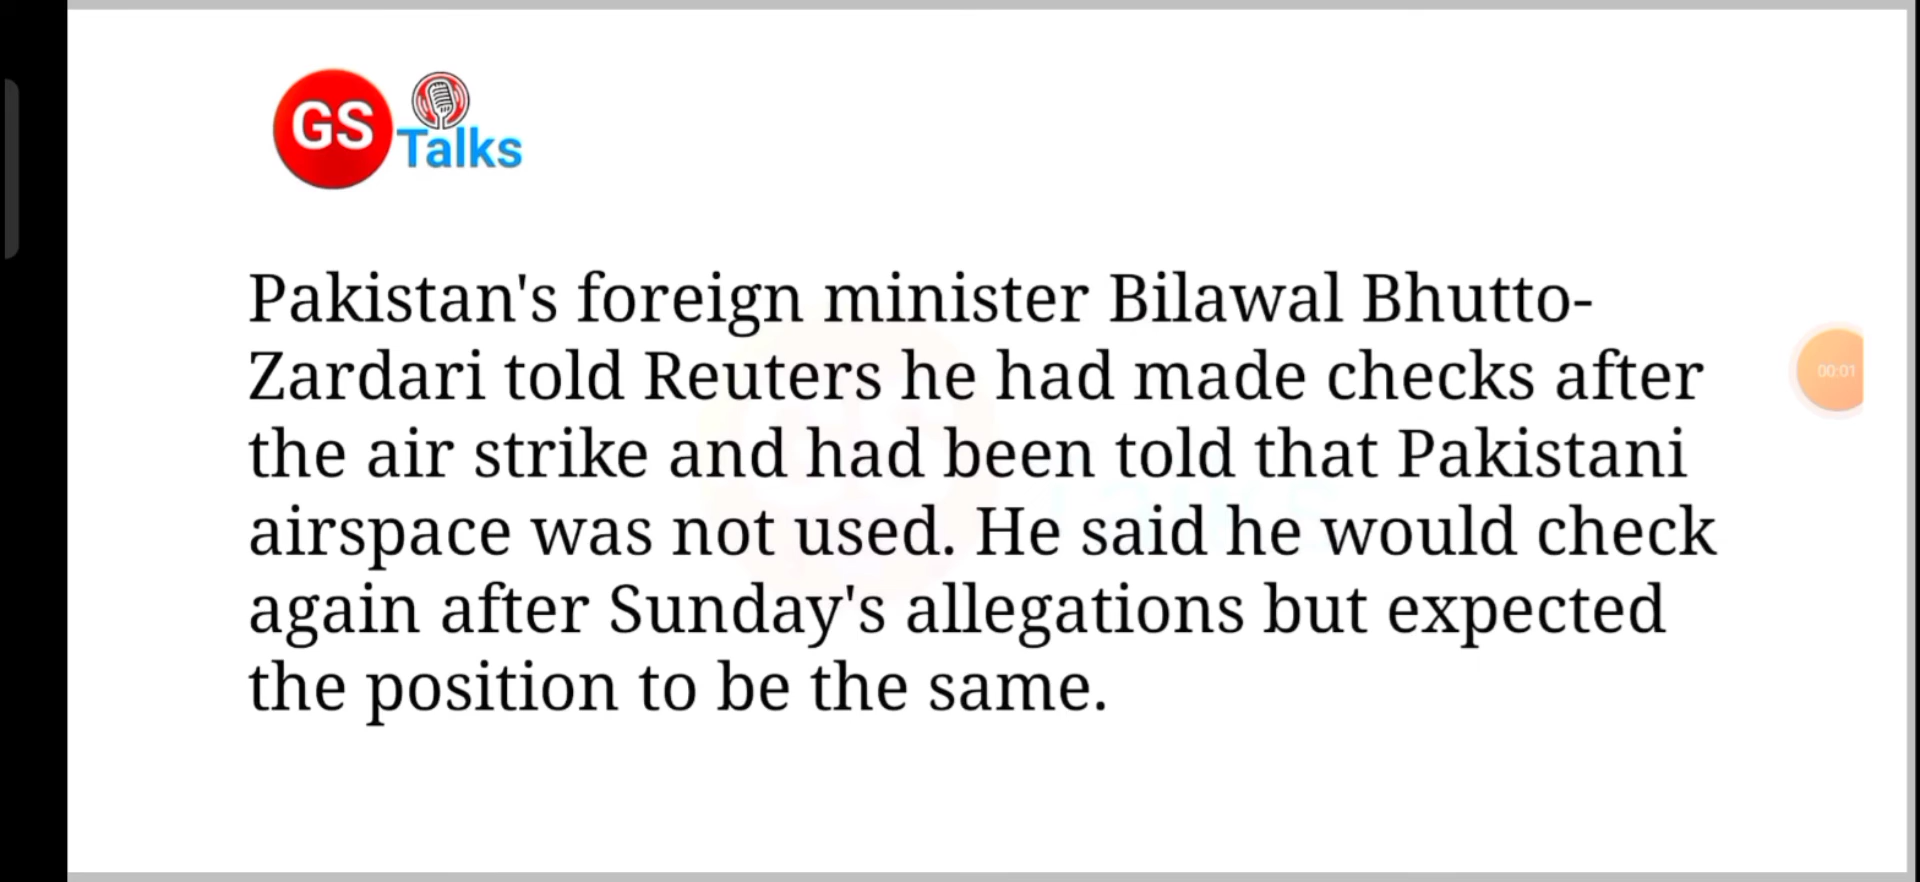 GS
Talks
Pakistan's foreign minister Bilawal Bhutto-
Zardari told Reuters he had made checks after
the air strike and had been told that Pakistani
airspace was not used. He said he would check
again after Sunday's allegations but expected
the position to be the same.
00:01